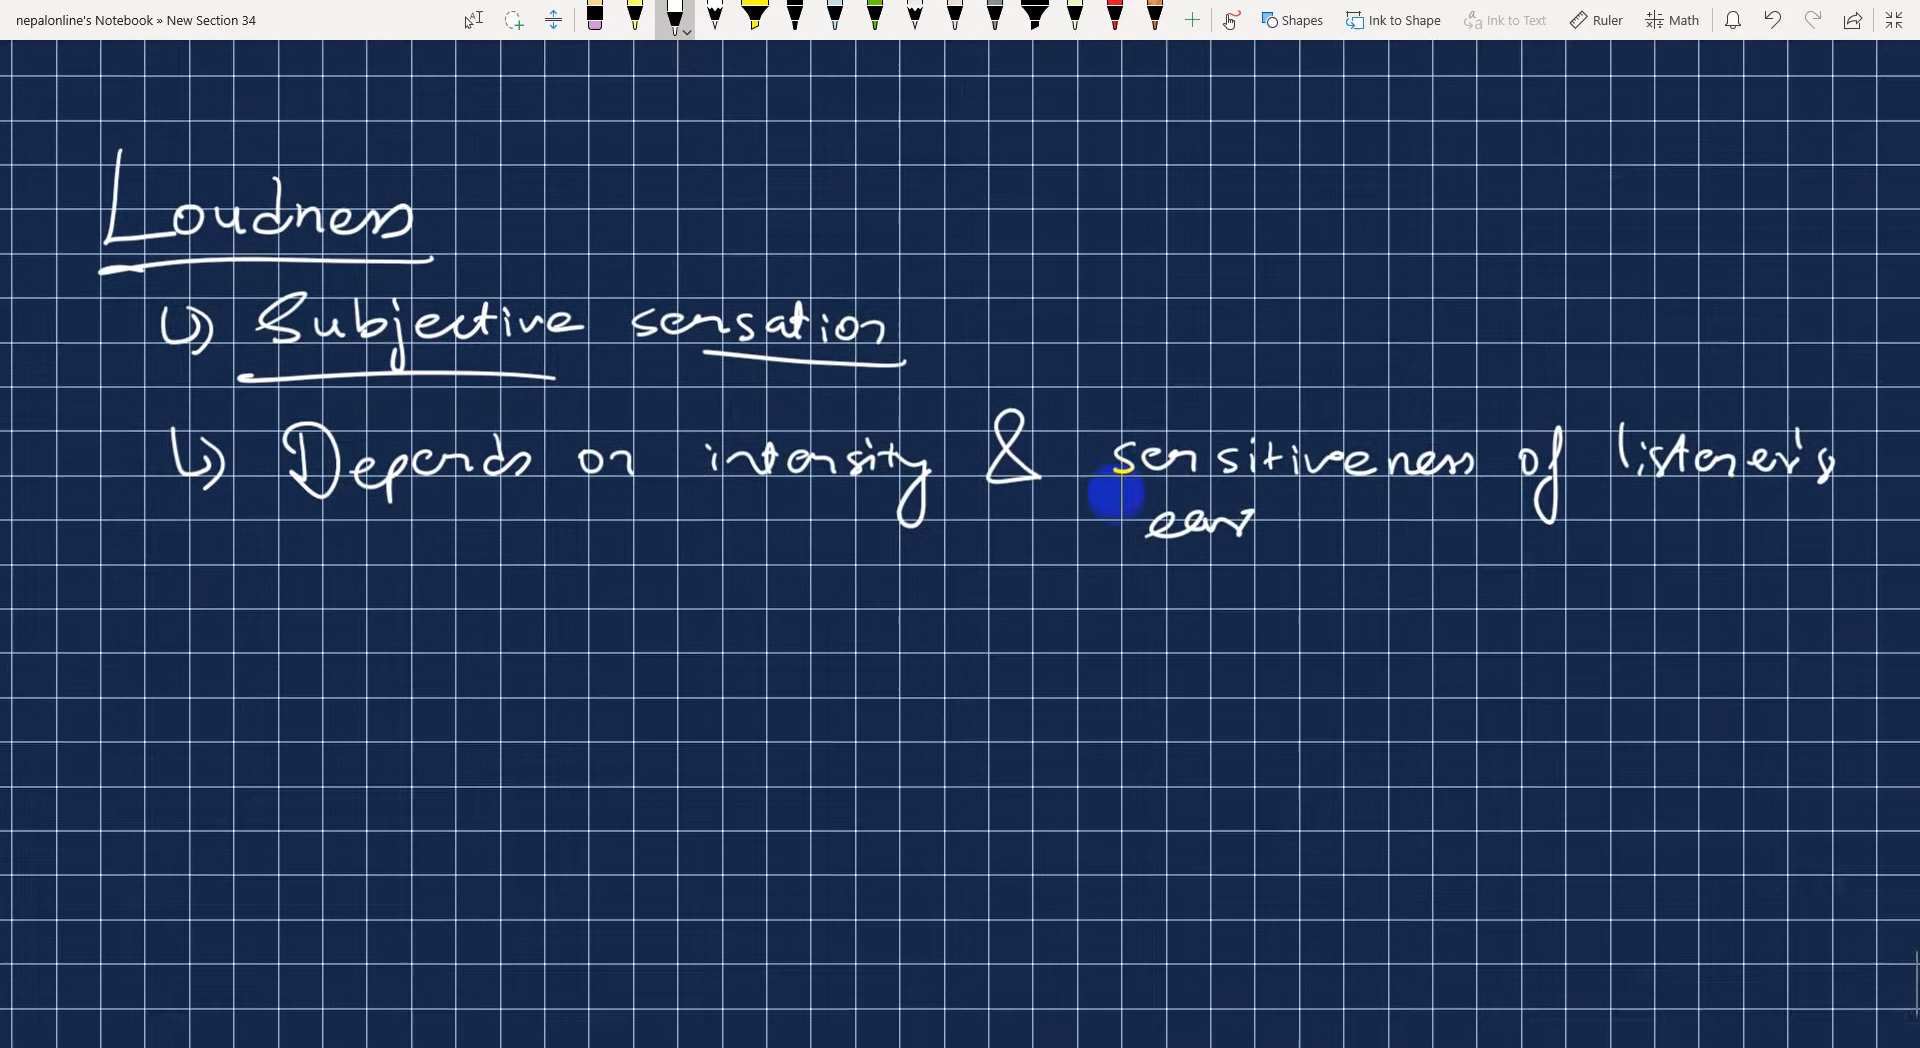 nepalonline's Notebook » New Section 34
Shapes
Ink to Shape
Ink to Text
Ruler
Math
Loudness
↳ Subjective sensation
↳ Depends on intensity & sensitiveness of listener's
ear